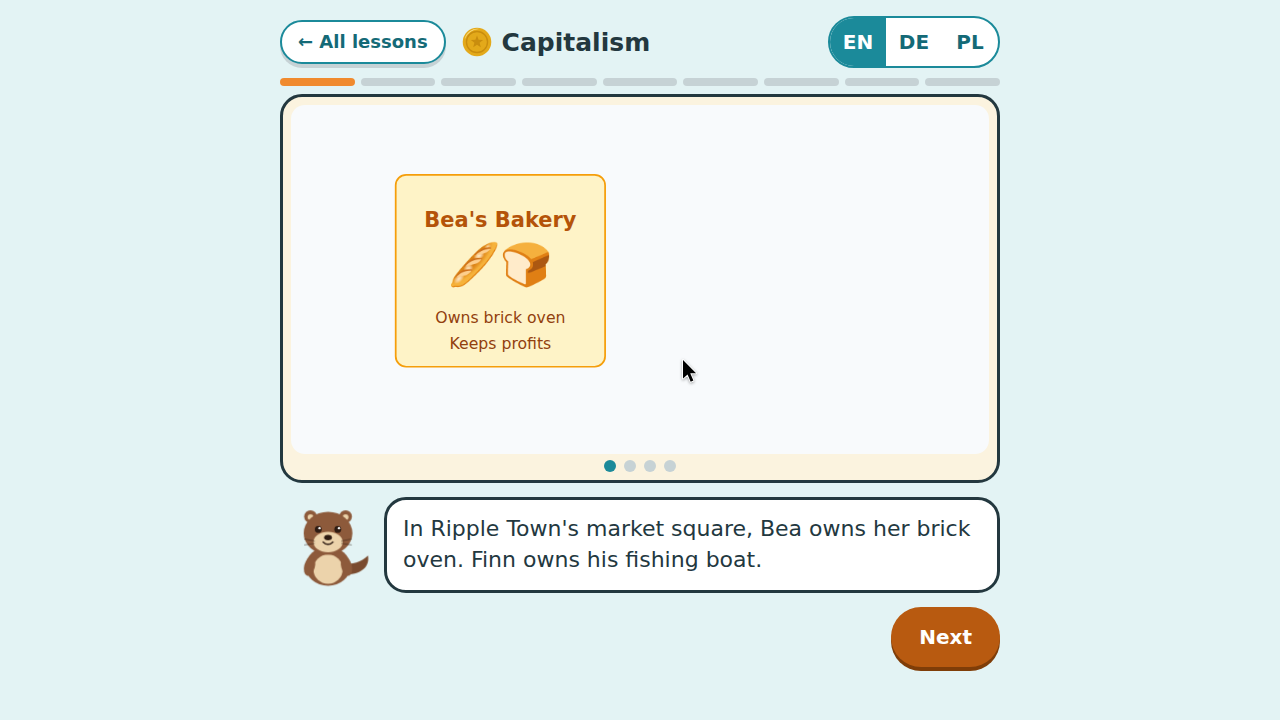 ← All lessons
Capitalism
EN DE PL
Bea's Bakery
Owns brick oven
Keeps profits
In Ripple Town's market square, Bea owns her brick
oven. Finn owns his fishing boat.
Next